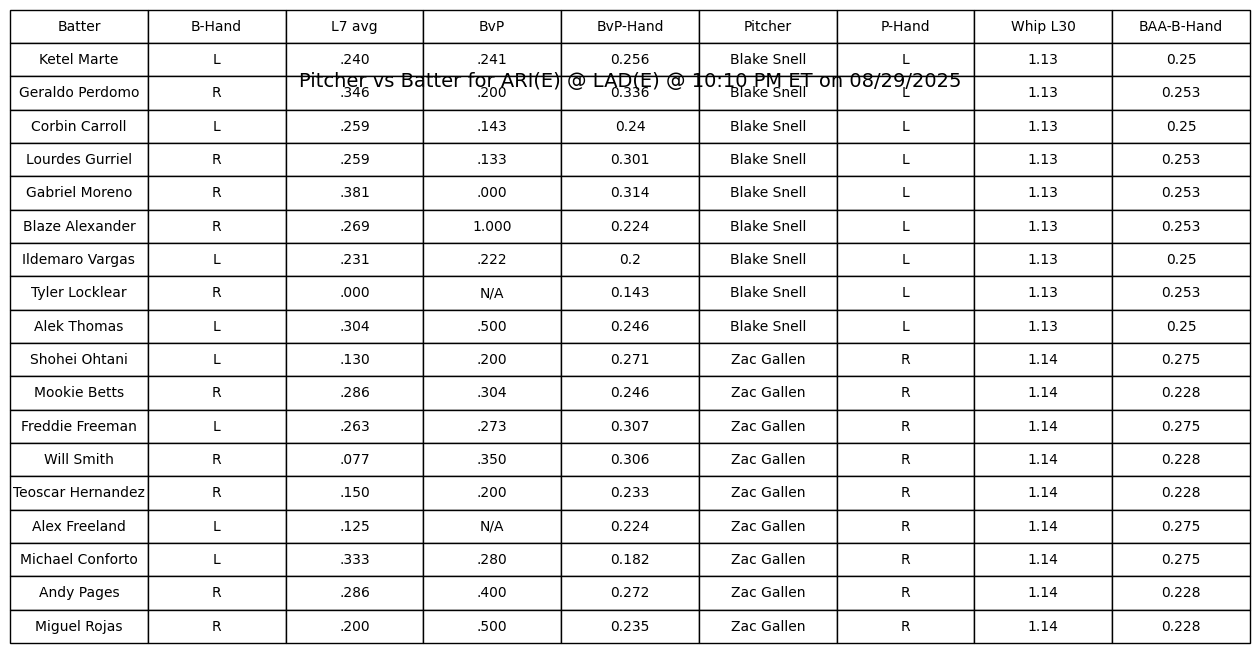 Batter B-Hand L7 avg BvP BvP-Hand Pitcher P-Hand Whip L30 BAA-B-Hand
Ketel Marte L .240 .241 0.256 Blake Snell L 1.13 0.25
Pitcher vs Batter for ARI(E) @ LAD(E) @ 10:10 PM ET on 08/29/2025
Geraldo Perdomo R .346 .200 0.336 Blake Snell L 1.13 0.253
Corbin Carroll L .259 .143 0.24 Blake Snell L 1.13 0.25
Lourdes Gurriel R .259 .133 0.301 Blake Snell L 1.13 0.253
Gabriel Moreno R .381 .000 0.314 Blake Snell L 1.13 0.253
Blaze Alexander R .269 1.000 0.224 Blake Snell L 1.13 0.253
Ildemaro Vargas L .231 .222 0.2 Blake Snell L 1.13 0.25
Tyler Locklear R .000 N/A 0.143 Blake Snell L 1.13 0.253
Alek Thomas L .304 .500 0.246 Blake Snell L 1.13 0.25
Shohei Ohtani L .130 .200 0.271 Zac Gallen R 1.14 0.275
Mookie Betts R .286 .304 0.246 Zac Gallen R 1.14 0.228
Freddie Freeman L .263 .273 0.307 Zac Gallen R 1.14 0.275
Will Smith R .077 .350 0.306 Zac Gallen R 1.14 0.228
Teoscar Hernandez R .150 .200 0.233 Zac Gallen R 1.14 0.228
Alex Freeland L .125 N/A 0.224 Zac Gallen R 1.14 0.275
Michael Conforto L .333 .280 0.182 Zac Gallen R 1.14 0.275
Andy Pages R .286 .400 0.272 Zac Gallen R 1.14 0.228
Miguel Rojas R .200 .500 0.235 Zac Gallen R 1.14 0.228